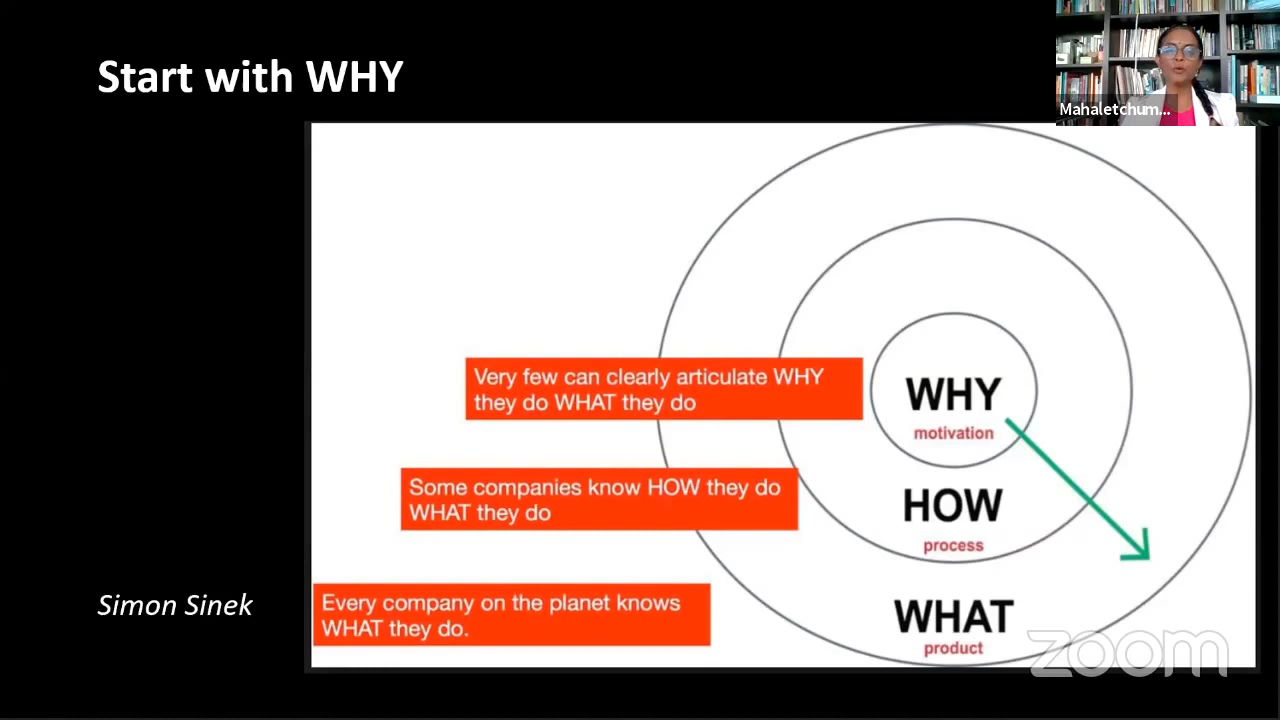 Start with WHY
Mahaletchum...
Very few can clearly articulate WHY
they do WHAT they do
WHY
motivation
Some companies know HOW they do
WHAT they do
HOW
process
Simon Sinek
Every company on the planet knows
WHAT they do.
WHAT
product
zoom